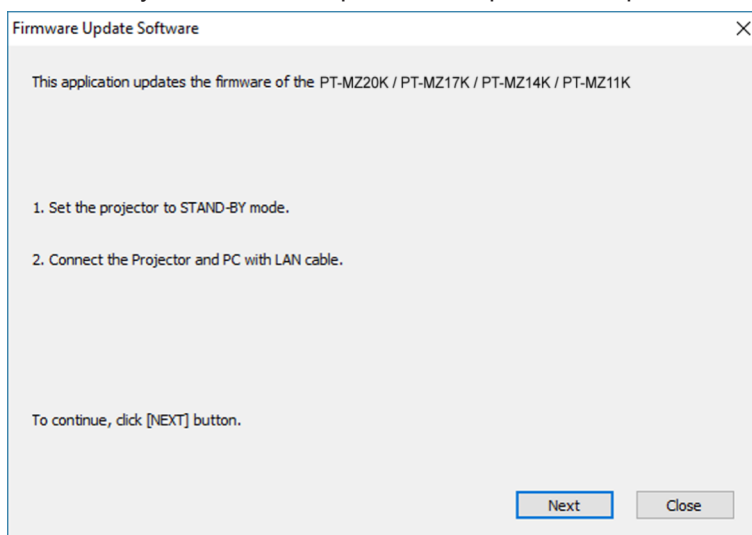 Firmware Update Software
This application updates the firmware of the PT-MZ20K / PT-MZ17K / PT-MZ14K / PT-MZ11K
1. Set the projector to STAND-BY mode.
2. Connect the Projector and PC with LAN cable.
To continue, click [NEXT] button.
Next Close